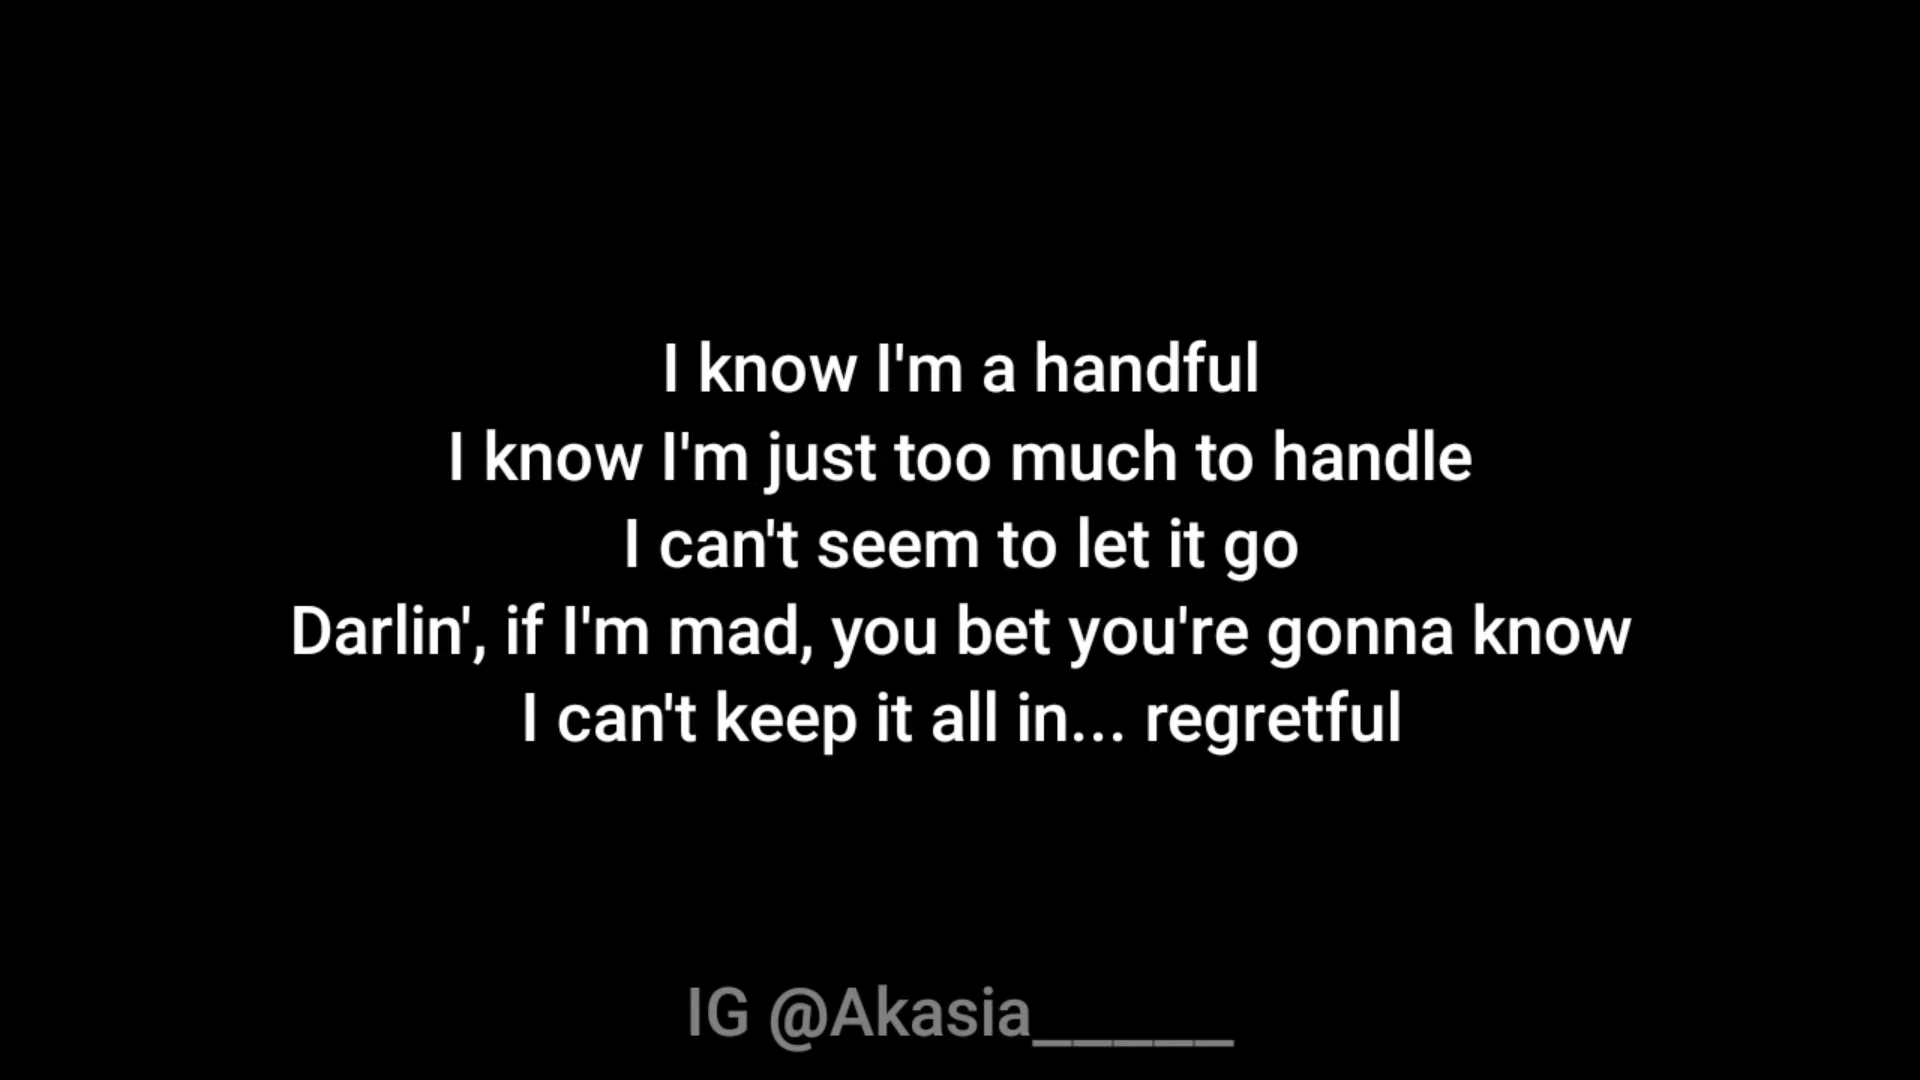 I know I'm a handful
I know I'm just too much to handle
I can't seem to let it go
Darlin', if I'm mad, you bet you're gonna know
I can't keep it all in... regretful
IG @Akasia_____